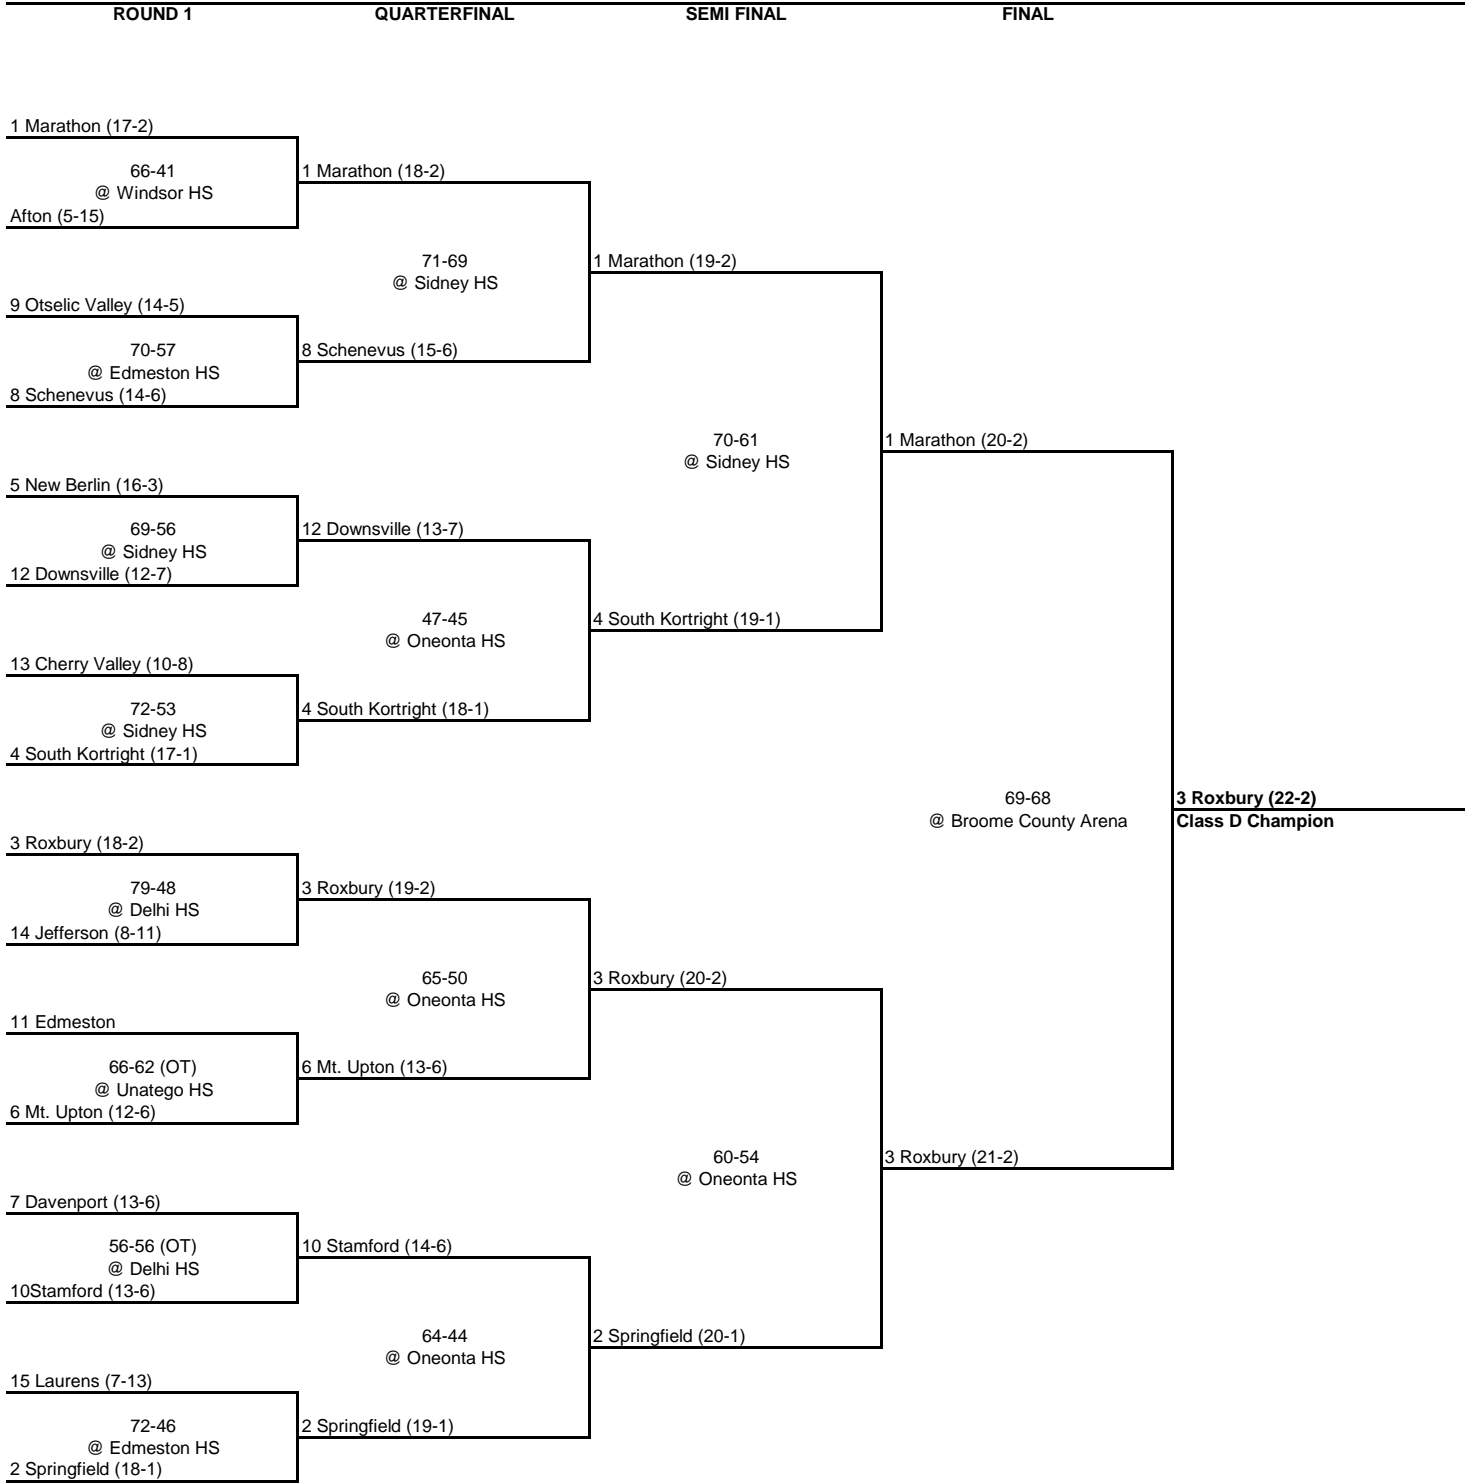 ROUND 1 QUARTERFINAL SEMI FINAL FINAL
1 Marathon (17-2)
66-41
@ Windsor HS
Afton (5-15)
1 Marathon (18-2)
71-69
@ Sidney HS
1 Marathon (19-2)
9 Otselic Valley (14-5)
70-57
@ Edmeston HS
8 Schenevus (14-6)
8 Schenevus (15-6)
70-61
@ Sidney HS
1 Marathon (20-2)
5 New Berlin (16-3)
69-56
@ Sidney HS
12 Downsville (12-7)
12 Downsville (13-7)
47-45
@ Oneonta HS
4 South Kortright (19-1)
13 Cherry Valley (10-8)
72-53
@ Sidney HS
4 South Kortright (17-1)
4 South Kortright (18-1)
69-68
@ Broome County Arena
3 Roxbury (22-2)
Class D Champion
3 Roxbury (18-2)
79-48
@ Delhi HS
14 Jefferson (8-11)
3 Roxbury (19-2)
65-50
@ Oneonta HS
3 Roxbury (20-2)
11 Edmeston
66-62 (OT)
@ Unatego HS
6 Mt. Upton (12-6)
6 Mt. Upton (13-6)
60-54
@ Oneonta HS
3 Roxbury (21-2)
7 Davenport (13-6)
56-56 (OT)
@ Delhi HS
10Stamford (13-6)
10 Stamford (14-6)
64-44
@ Oneonta HS
2 Springfield (20-1)
15 Laurens (7-13)
72-46
@ Edmeston HS
2 Springfield (18-1)
2 Springfield (19-1)